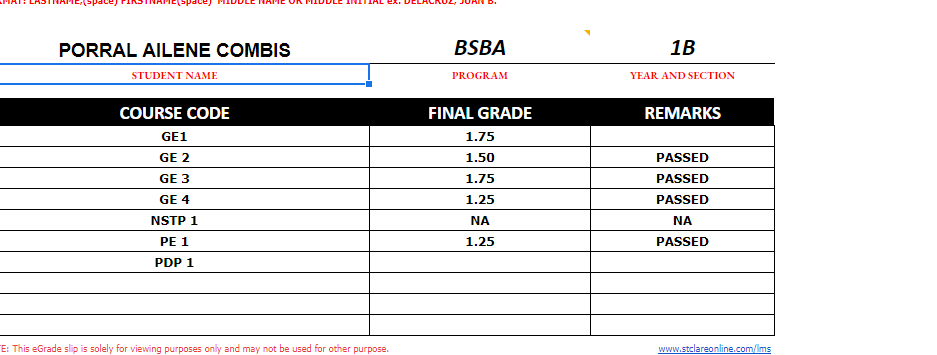 MAT: LASTNAME,(space) FIRSTNAME(space) MIDDLE NAME OR MIDDLE INITIAL ex. DELACRUZ, JUAN B.
PORRAL AILENE COMBIS BSBA 1B
STUDENT NAME PROGRAM YEAR AND SECTION
COURSE CODE FINAL GRADE REMARKS
GE1 1.75
GE 2 1.50 PASSED
GE 3 1.75 PASSED
GE 4 1.25 PASSED
NSTP 1 NA NA
PE 1 1.25 PASSED
PDP 1
E: This eGrade slip is solely for viewing purposes only and may not be used for other purpose. www.stclareonline.com/lms